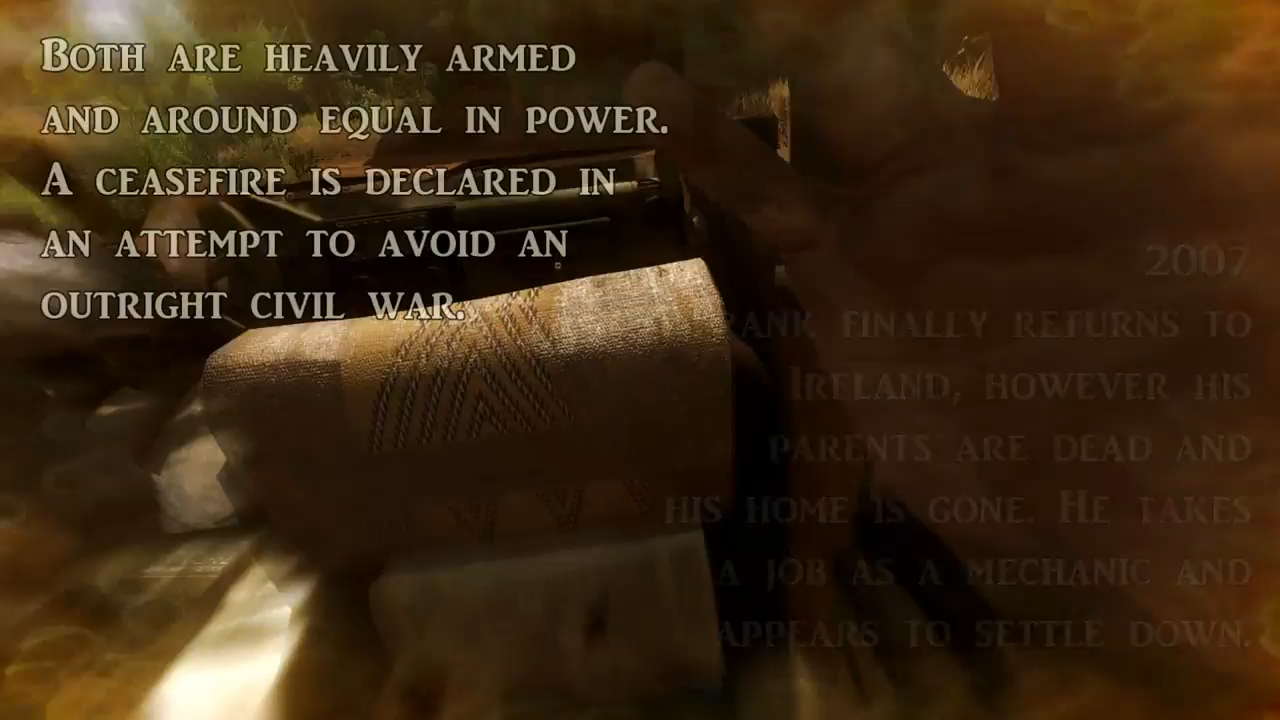 Both are heavily armed
and around equal in power.
A ceasefire is declared in
an attempt to avoid an
outright civil war.
2007
rank finally returns to
Ireland, however his
parents are dead and
his home is gone. He takes
a job as a mechanic and
appears to settle down.